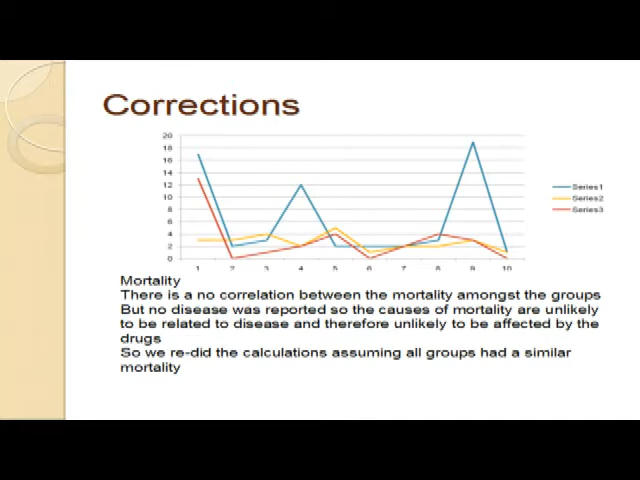 Corrections
20
18
16
14
12
10
8
6
4
2
0
1 2 3 4 5 6 7 8 9 10
Series1
Series2
Series3
Mortality
There is a no correlation between the mortality amongst the groups
But no disease was reported so the causes of mortality are unlikely
to be related to disease and therefore unlikely to be affected by the
drugs
So we re-did the calculations assuming all groups had a similar
mortality